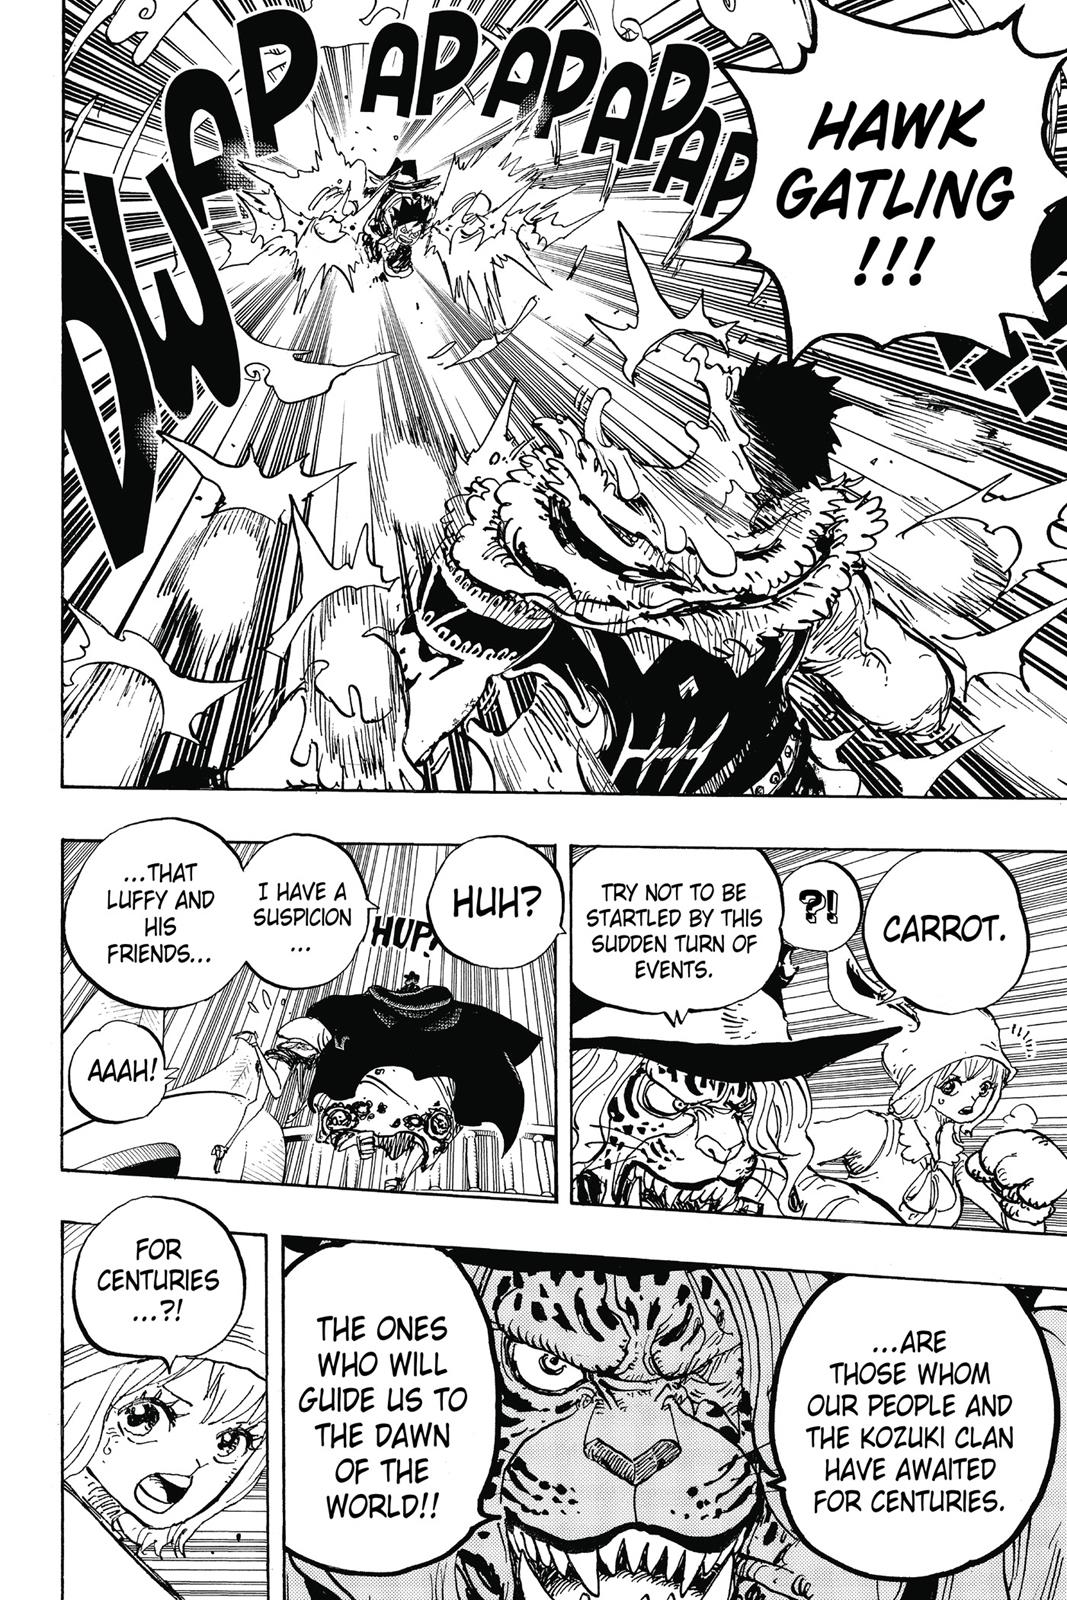 HAWK
GATLING
!!!
DWAP AP APAPAP
CARROT.
?!
TRY NOT TO BE
STARTLED BY THIS
SUDDEN TURN OF
EVENTS.
HUH?
HUP!
I HAVE A
SUSPICION
...
...THAT
LUFFY AND
HIS
FRIENDS...
AAAH!
...ARE
THOSE WHOM
OUR PEOPLE AND
THE KOZUKI CLAN
HAVE AWAITED
FOR CENTURIES.
THE ONES
WHO WILL
GUIDE US TO
THE DAWN
OF THE
WORLD!!
FOR
CENTURIES
...?!